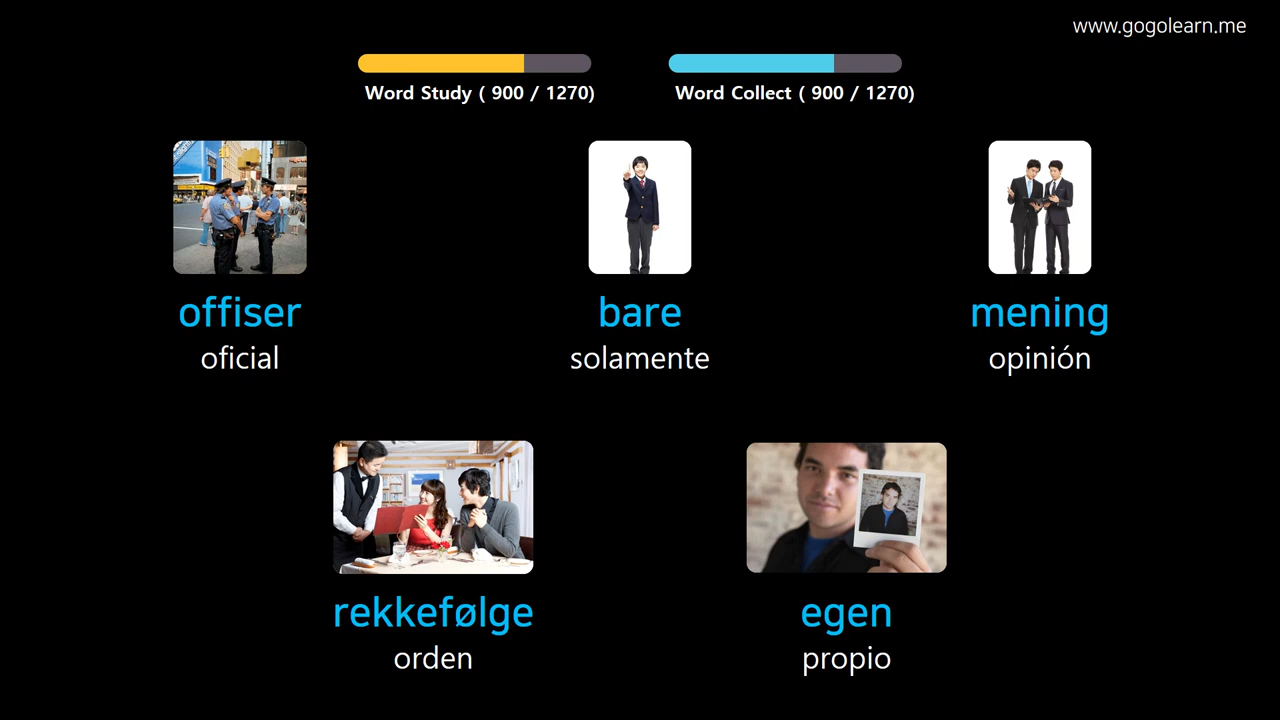 www.gogolearn.me
Word Study ( 900 / 1270)
Word Collect ( 900 / 1270)
offiser
oficial
bare
solamente
mening
opinión
rekkefølge
orden
egen
propio